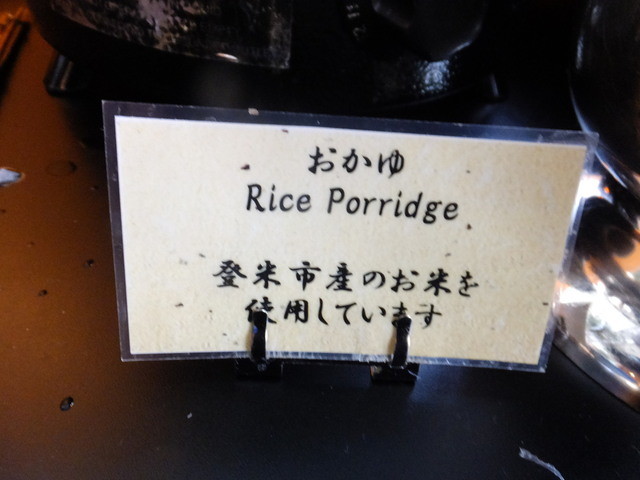 おかゆ
Rice Porridge
登米市産のお米を
使用しています